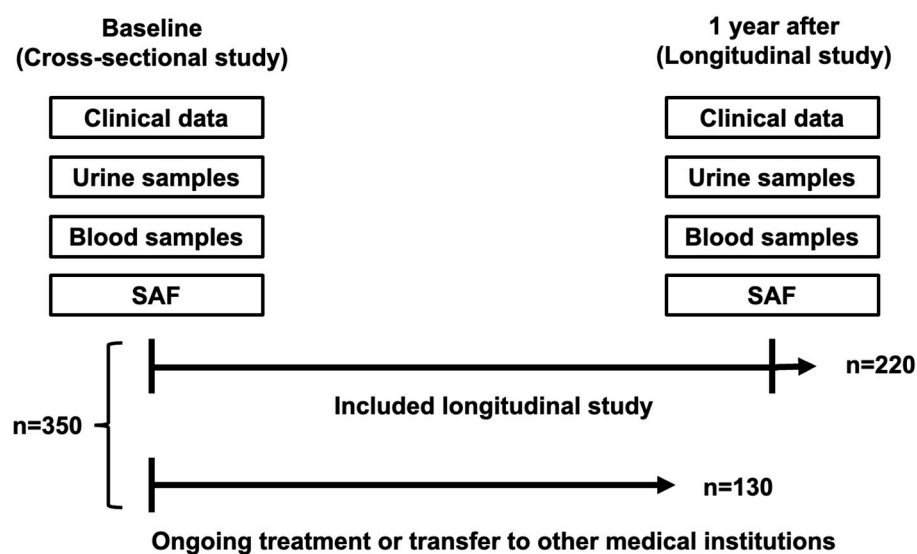 Baseline
(Cross-sectional study)
1 year after
(Longitudinal study)
Clinical data
Clinical data
Urine samples
Urine samples
Blood samples
Blood samples
SAF
SAF
n=220
Included longitudinal study
n=350
n=130
Ongoing treatment or transfer to other medical institutions